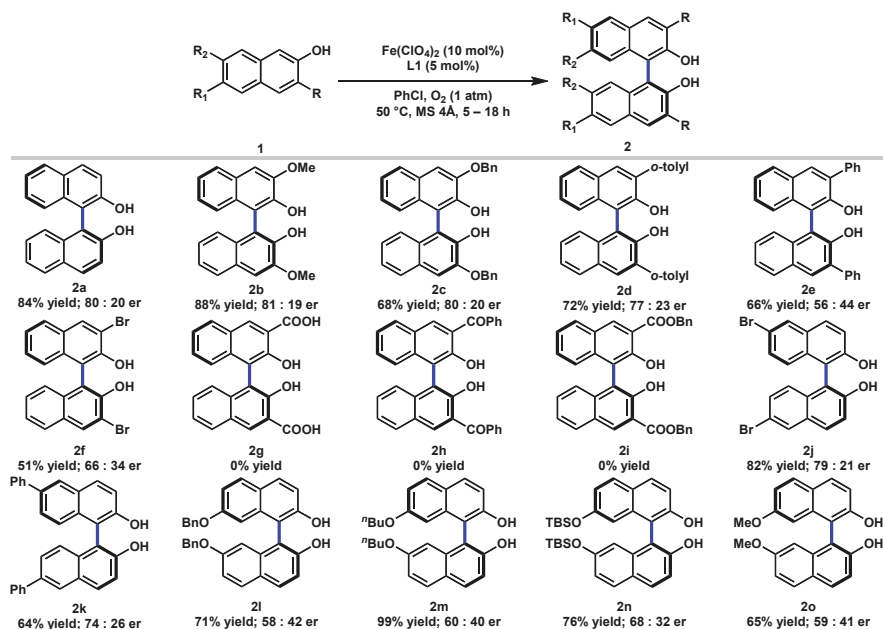 R1
R2
R
OH
R2
R1
OH
R
Fe(ClO4)2 (10 mol%)
L1 (5 mol%)
PhCl, O2 (1 atm)
50 °C, MS 4Å, 5 – 18 h
OH
R2
R1
R
1
2
OH
OH
2a
84% yield; 80 : 20 er
OMe
OH
OH
OMe
2b
88% yield; 81 : 19 er
OBn
OH
OH
OBn
2c
68% yield; 80 : 20 er
o-tolyl
OH
OH
o-tolyl
2d
72% yield; 77 : 23 er
Ph
OH
OH
Ph
2e
66% yield; 56 : 44 er
Br
OH
OH
Br
2f
51% yield; 66 : 34 er
COOH
OH
OH
COOH
2g
0% yield
COPh
OH
OH
COPh
2h
0% yield
COOBn
OH
OH
COOBn
2i
0% yield
Br
OH
OH
Br
2j
82% yield; 79 : 21 er
Ph
OH
OH
Ph
2k
64% yield; 74 : 26 er
BnO
OH
BnO
OH
2l
71% yield; 58 : 42 er
nBuO
OH
nBuO
OH
2m
99% yield; 60 : 40 er
TBSO
OH
TBSO
OH
2n
76% yield; 68 : 32 er
MeO
OH
MeO
OH
2o
65% yield; 59 : 41 er